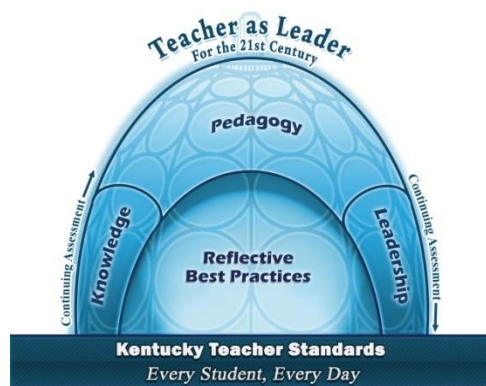 Teacher as Leader
For the 21st Century
Pedagogy
Continuing Assessment
Knowledge
Reflective
Best Practices
Leadership
Continuing Assessment
Kentucky Teacher Standards
Every Student, Every Day